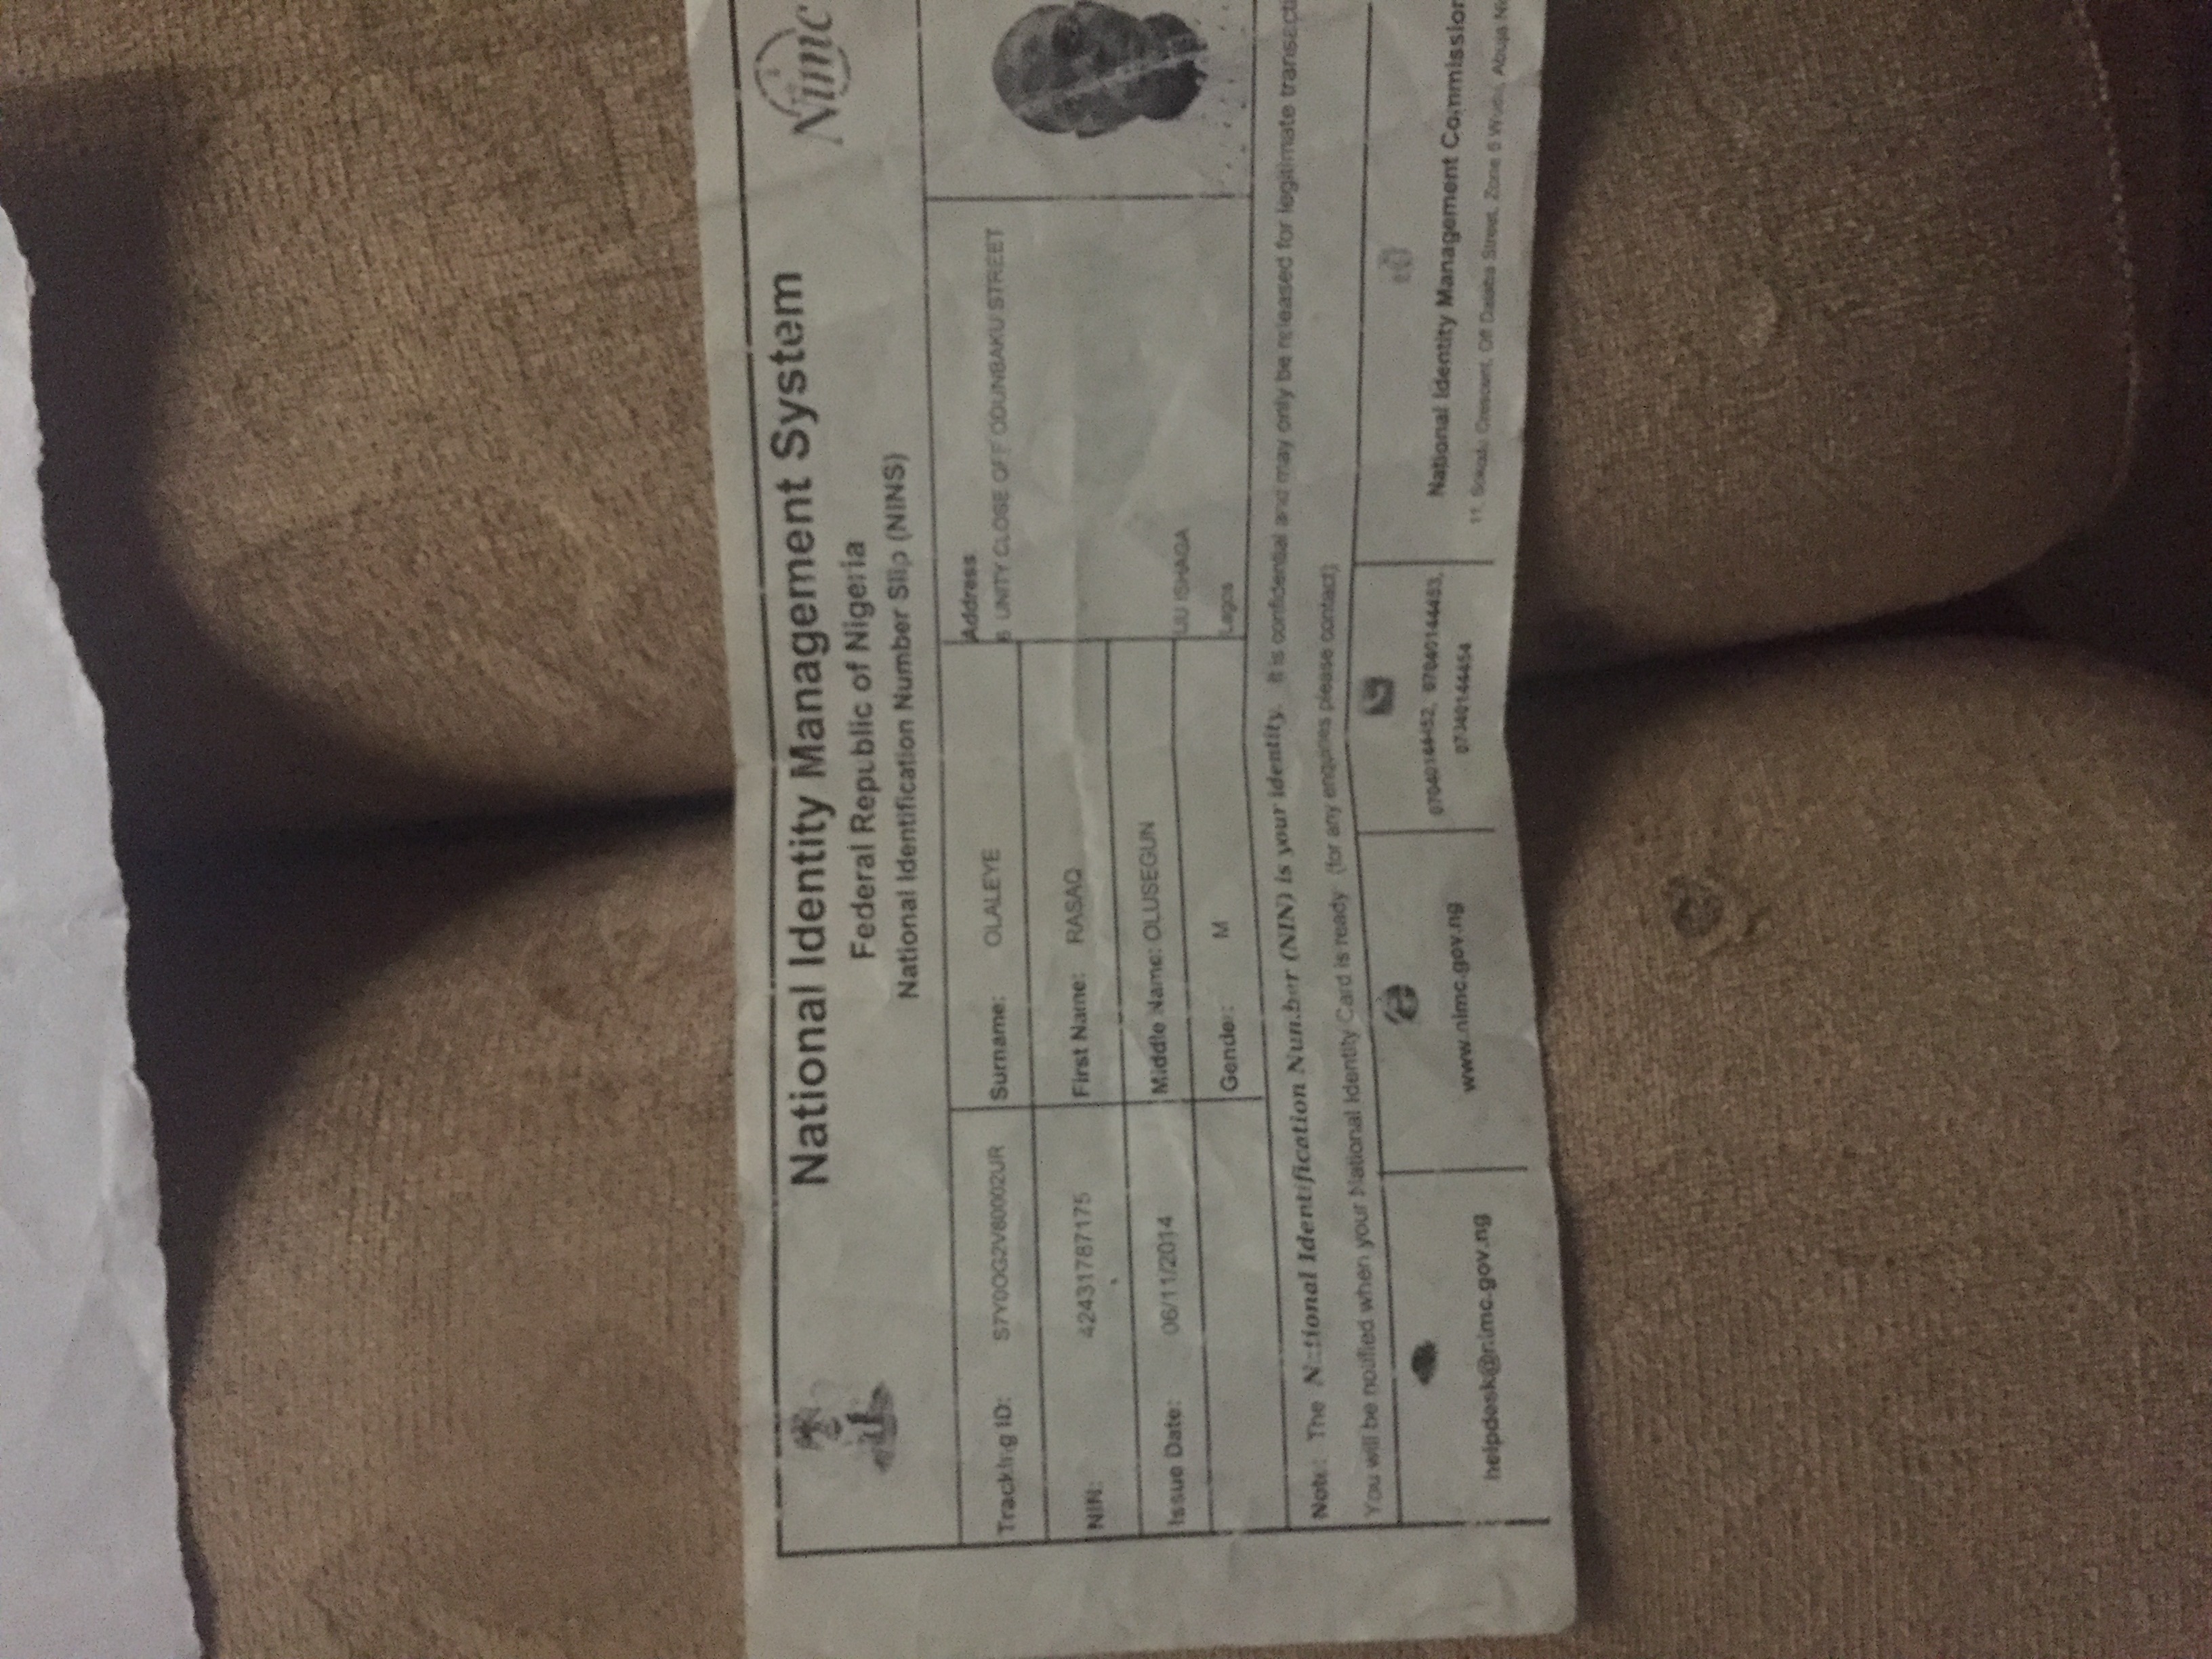 National Identity Management System
Federal Republic of Nigeria
National Identification Number Slip (NINS)
Nimc
Tracking ID: S7Y0OG2V60002UR
Surname: OLALEYE
Address:
6 UNITY CLOSE OFF ODUNBAKU STREET
NIN: 42431787175
First Name: RASAQ
Issue Date: 06/11/2014
Middle Name: OLUSEGUN
IJU ISHAGA
Gender: M
Lagos
Note: The National Identification Number (NIN) is your identity. It is confidential and may only be released for legitimate transacti
You will be notified when your National Identity Card is ready (for any enquiries please contact)
helpdesk@nimc.gov.ng
www.nimc.gov.ng
07040144452, 07040144453,
07040144454
National Identity Management Commission
11, Sokode Crescent, Off Dalaba Street, Zone 5 Wuse, Abuja Ni